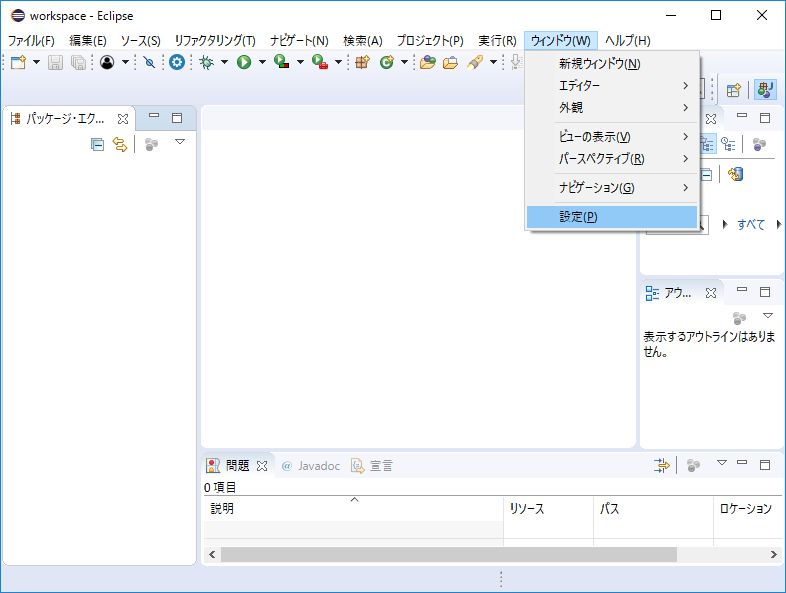 workspace - Eclipse
ファイル(F) 編集(E) ソース(S) リファクタリング(T) ナビゲート(N) 検索(A) プロジェクト(P) 実行(R) ウィンドウ(W) ヘルプ(H)
新規ウィンドウ(N)
エディター
外観
ビューの表示(V)
パースペクティブ(R)
ナビゲーション(G)
設定(P)
パッケージ・エク...
すべて
アウ...
表示するアウトラインはありま
せん。
問題 @ Javadoc 宣言
0 項目
説明 リソース パス ロケーション